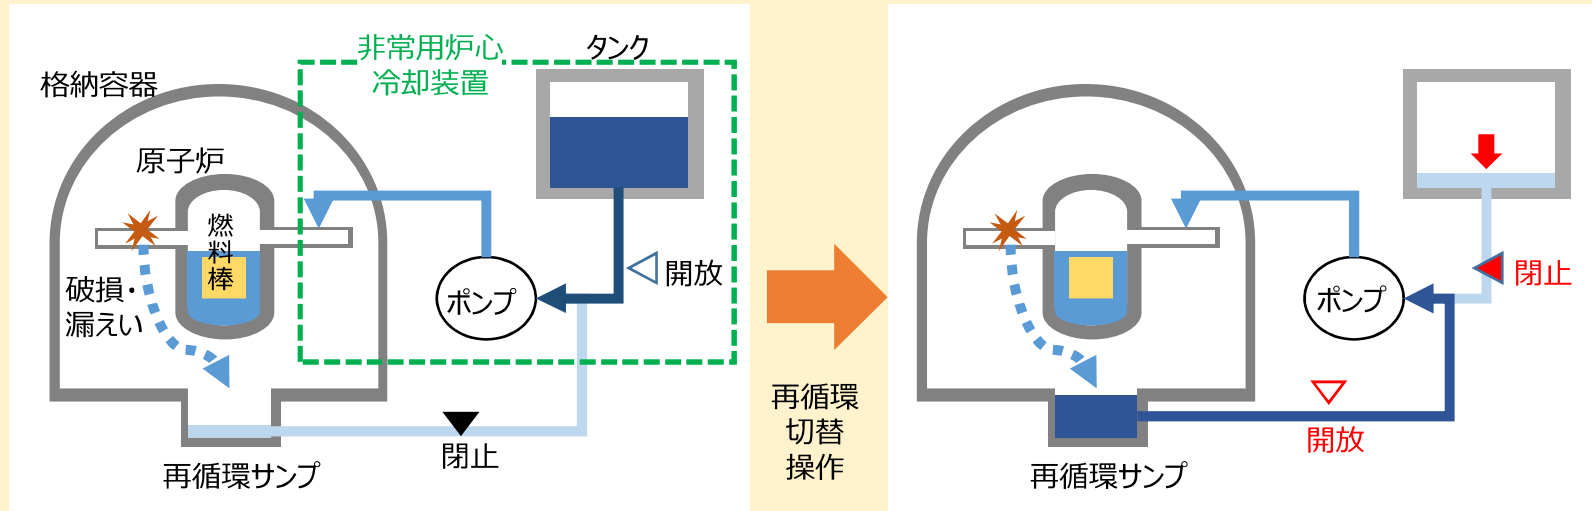 非常用炉心
冷却装置
タンク
格納容器
原子炉
燃
料
棒
破損・
漏えい
ポンプ
開放
閉止
再循環サンプ
再循環
切替
操作
ポンプ
閉止
開放
再循環サンプ